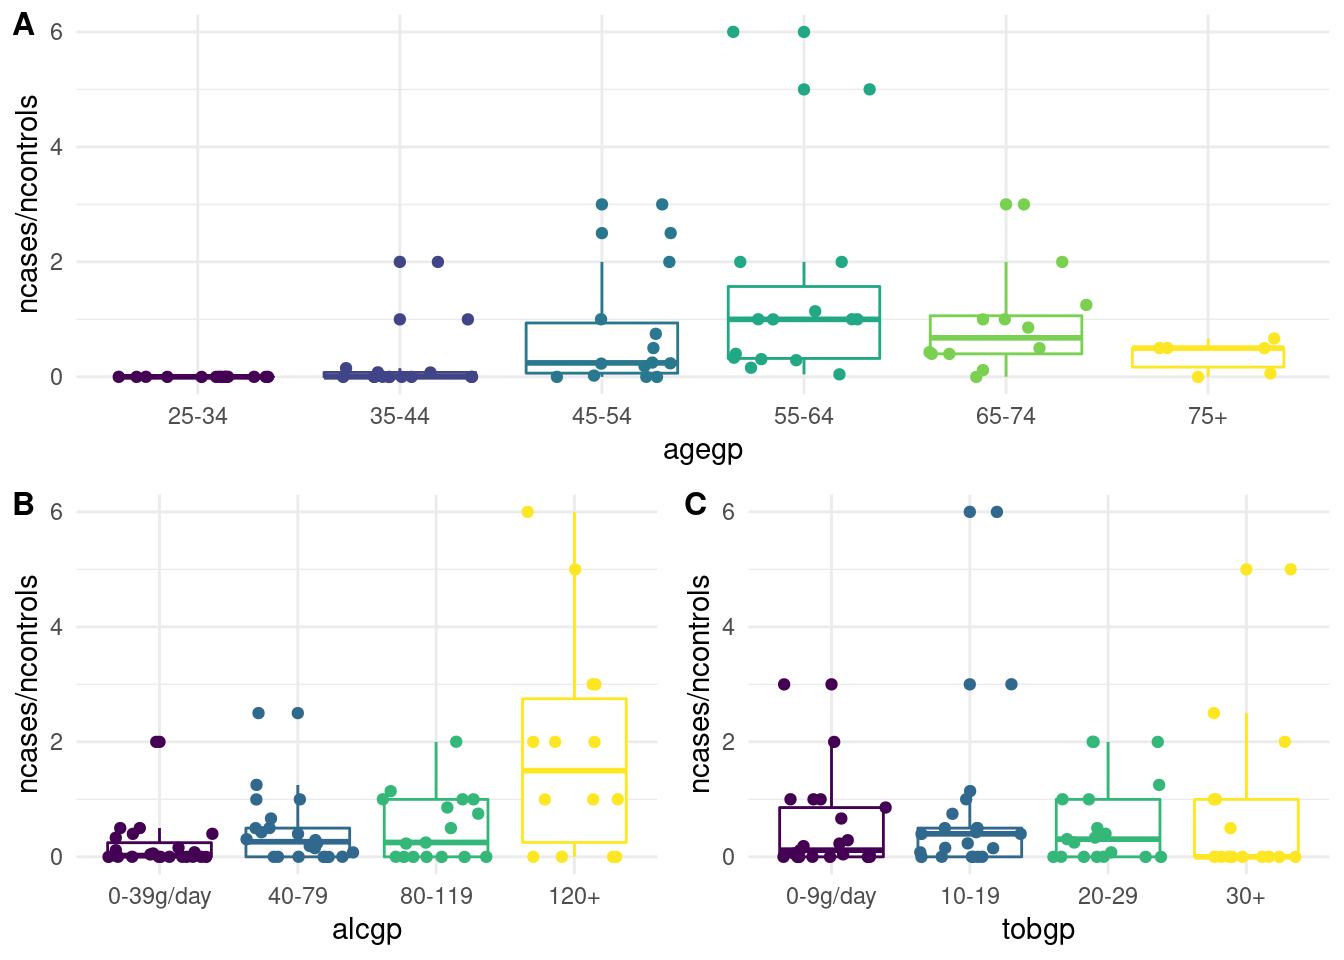 A
6
4
2
0
ncases/ncontrols
25-34 35-44 45-54 55-64 65-74 75+
agegp
B
6
4
2
0
ncases/ncontrols
0-39g/day 40-79 80-119 120+
alcgp
C
6
4
2
0
ncases/ncontrols
0-9g/day 10-19 20-29 30+
tobgp